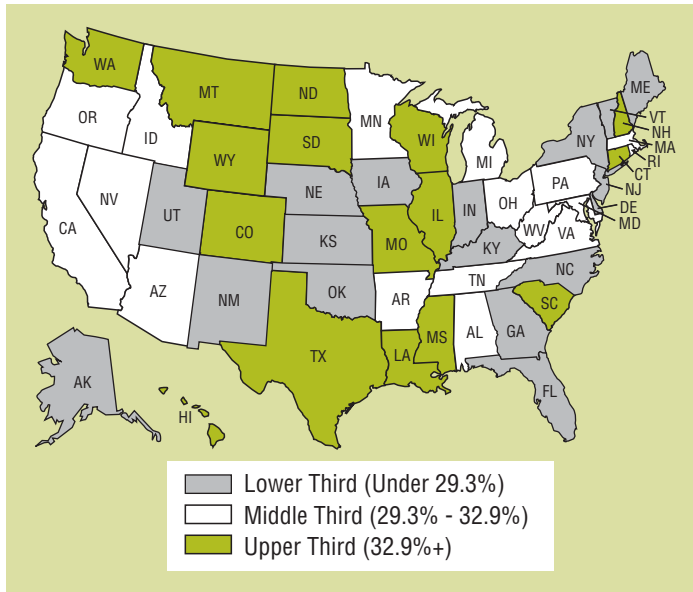 WA
MT
ND
ME
OR
ID
MN
VT
NH
MA
RI
CT
NJ
DE
MD
SD
WI
NY
WY
MI
PA
IA
NE
NV
UT
CO
IL
IN
OH
WV
VA
CA
KS
MO
KY
NC
TN
AZ
NM
OK
AR
SC
MS
AL
GA
LA
TX
FL
AK
HI
Lower Third (Under 29.3%)
Middle Third (29.3% - 32.9%)
Upper Third (32.9%+)